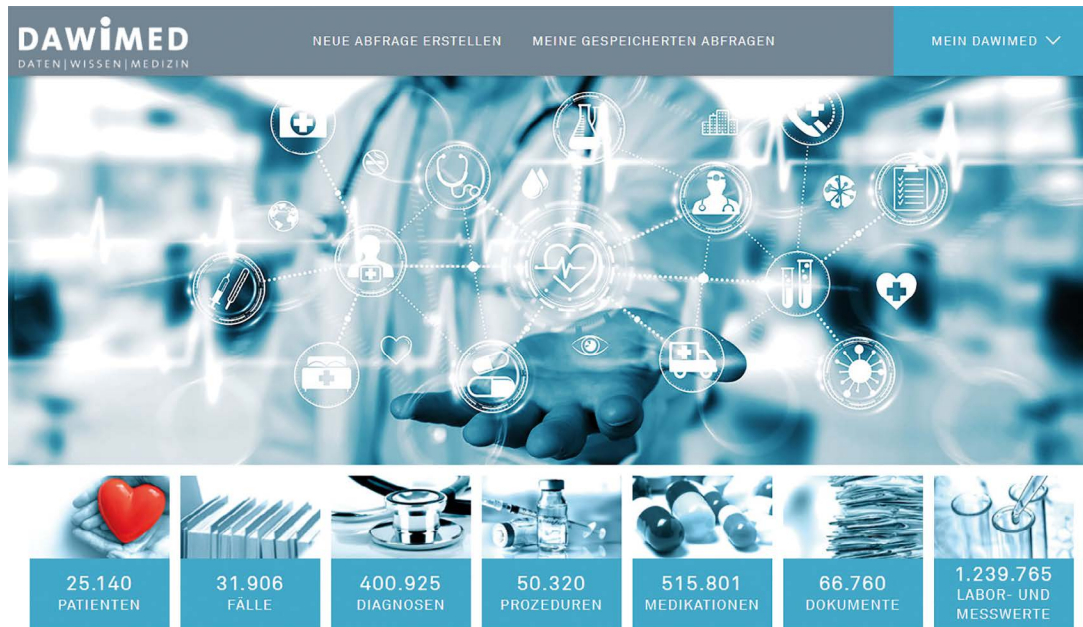 DAWiMED
DATEN|WISSEN|MEDIZIN
NEUE ABFRAGE ERSTELLEN
MEINE GESPEICHERTEN ABFRAGEN
MEIN DAWIMED
25.140
PATIENTEN
31.906
FÄLLE
400.925
DIAGNOSEN
50.320
PROZEDUREN
515.801
MEDIKATIONEN
66.760
DOKUMENTE
1.239.765
LABOR- UND
MESSWERTE